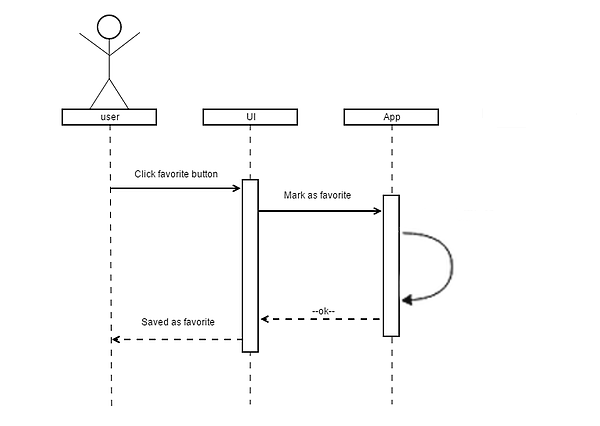 user
UI
App
Click favorite button
Mark as favorite
--ok--
Saved as favorite